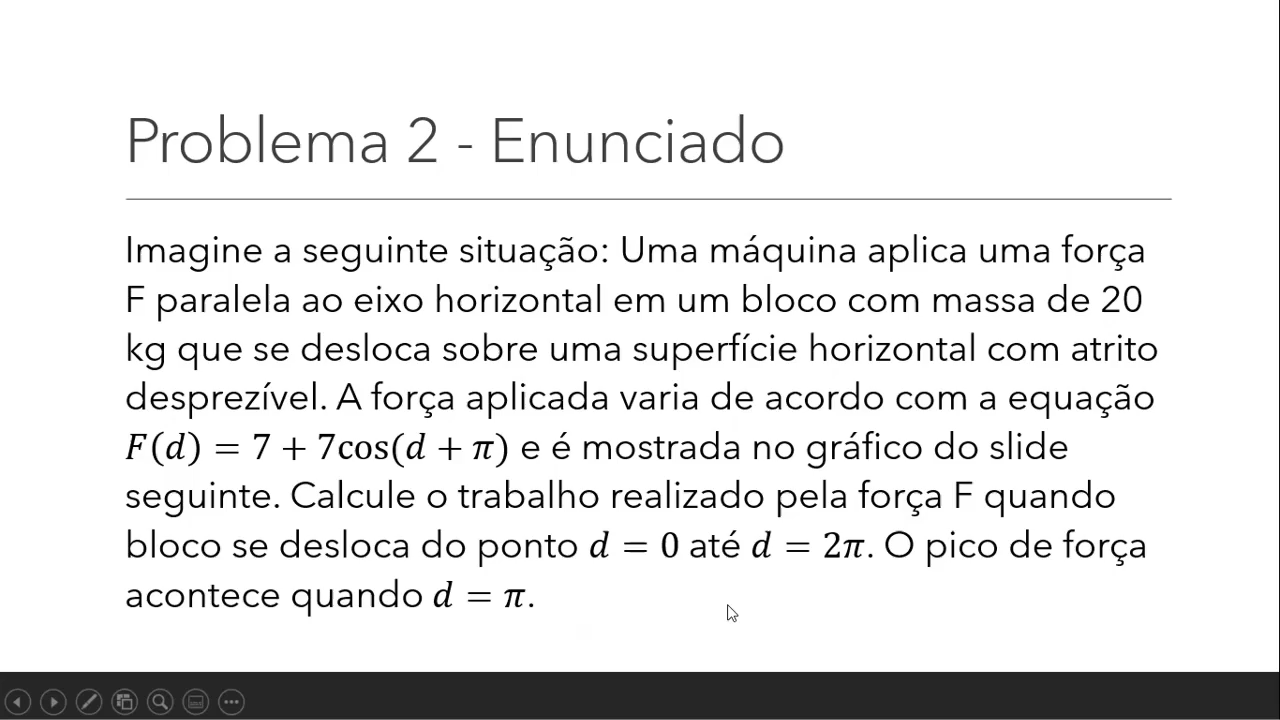 Problema 2 - Enunciado
Imagine a seguinte situação: Uma máquina aplica uma força
F paralela ao eixo horizontal em um bloco com massa de 20
kg que se desloca sobre uma superfície horizontal com atrito
desprezível. A força aplicada varia de acordo com a equação
F(d) = 7 + 7cos(d + π) e é mostrada no gráfico do slide
seguinte. Calcule o trabalho realizado pela força F quando
bloco se desloca do ponto d = 0 até d = 2π. O pico de força
acontece quando d = π.